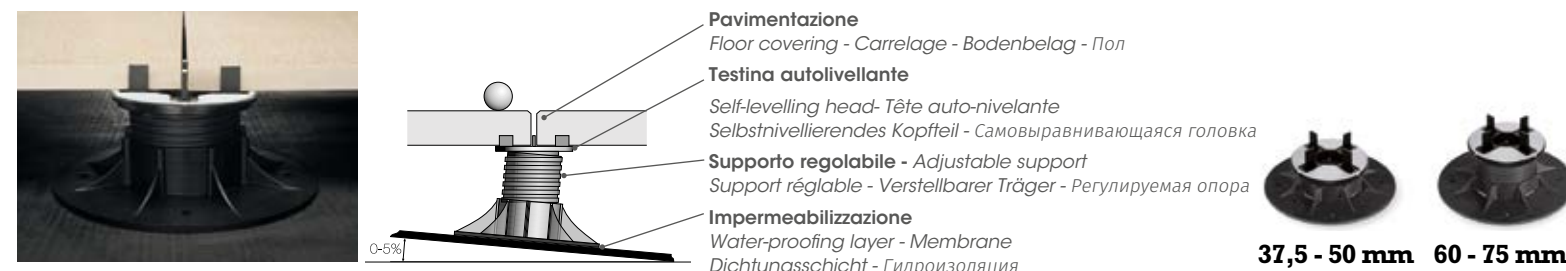 Pavimentazione
Floor covering - Carrelage - Bodenbelag - Пол
Testina autolivellante
Self-levelling head- Tête auto-nivelante
Selbstnivellierendes Kopfteil - Самовыравнивающаяся головка
Supporto regolabile - Adjustable support
Support réglable - Verstellbarer Träger - Регулируемая опора
Impermeabilizzazione
Water-proofing layer - Membrane
Dichtungsschicht - Гидроизоляция
0-5%
37,5 - 50 mm
60 - 75 mm